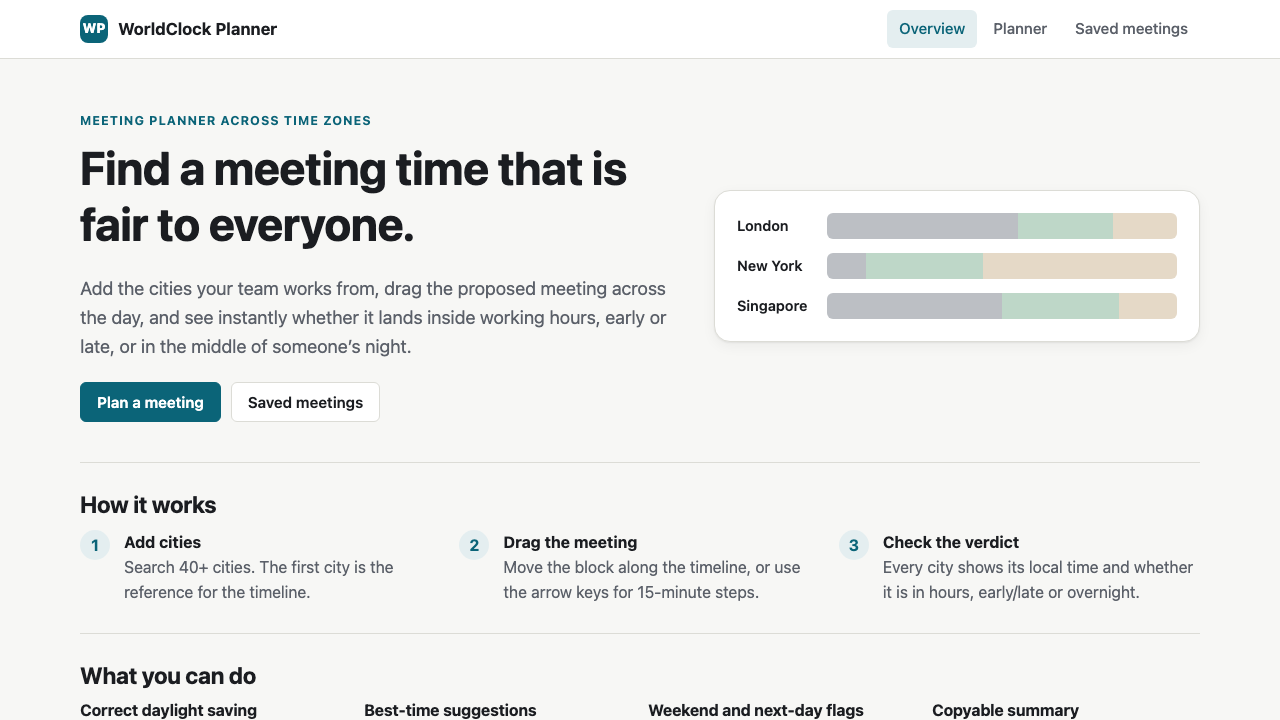 WP WorldClock Planner
Overview Planner Saved meetings
MEETING PLANNER ACROSS TIME ZONES
Find a meeting time that is
fair to everyone.
Add the cities your team works from, drag the proposed meeting across
the day, and see instantly whether it lands inside working hours, early or
late, or in the middle of someone’s night.
Plan a meeting
Saved meetings
London
New York
Singapore
How it works
1
Add cities
Search 40+ cities. The first city is the
reference for the timeline.
2
Drag the meeting
Move the block along the timeline, or use
the arrow keys for 15-minute steps.
3
Check the verdict
Every city shows its local time and whether
it is in hours, early/late or overnight.
What you can do
Correct daylight saving
Best-time suggestions
Weekend and next-day flags
Copyable summary